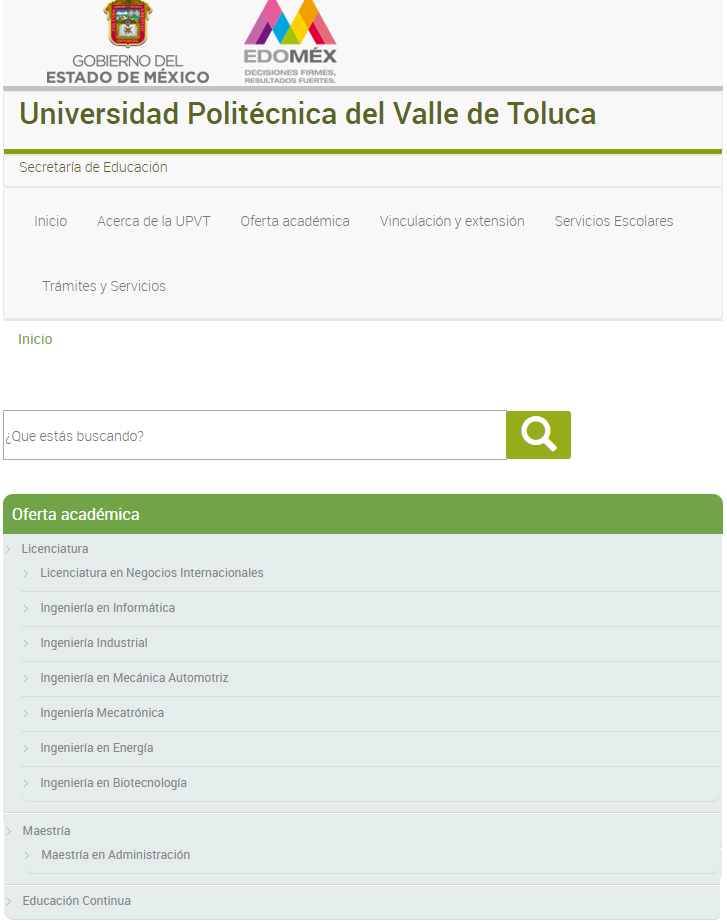 GOBIERNO DEL
ESTADO DE MÉXICO
EDOMÉX
DECISIONES FIRMES,
RESULTADOS FUERTES.
Universidad Politécnica del Valle de Toluca
Secretaría de Educación
Inicio Acerca de la UPVT Oferta académica Vinculación y extensión Servicios Escolares
Trámites y Servicios
Inicio
¿Que estás buscando?
Oferta académica
Licenciatura
Licenciatura en Negocios Internacionales
Ingeniería en Informática
Ingeniería Industrial
Ingeniería en Mecánica Automotriz
Ingeniería Mecatrónica
Ingeniería en Energía
Ingeniería en Biotecnología
Maestría
Maestría en Administración
Educación Continua